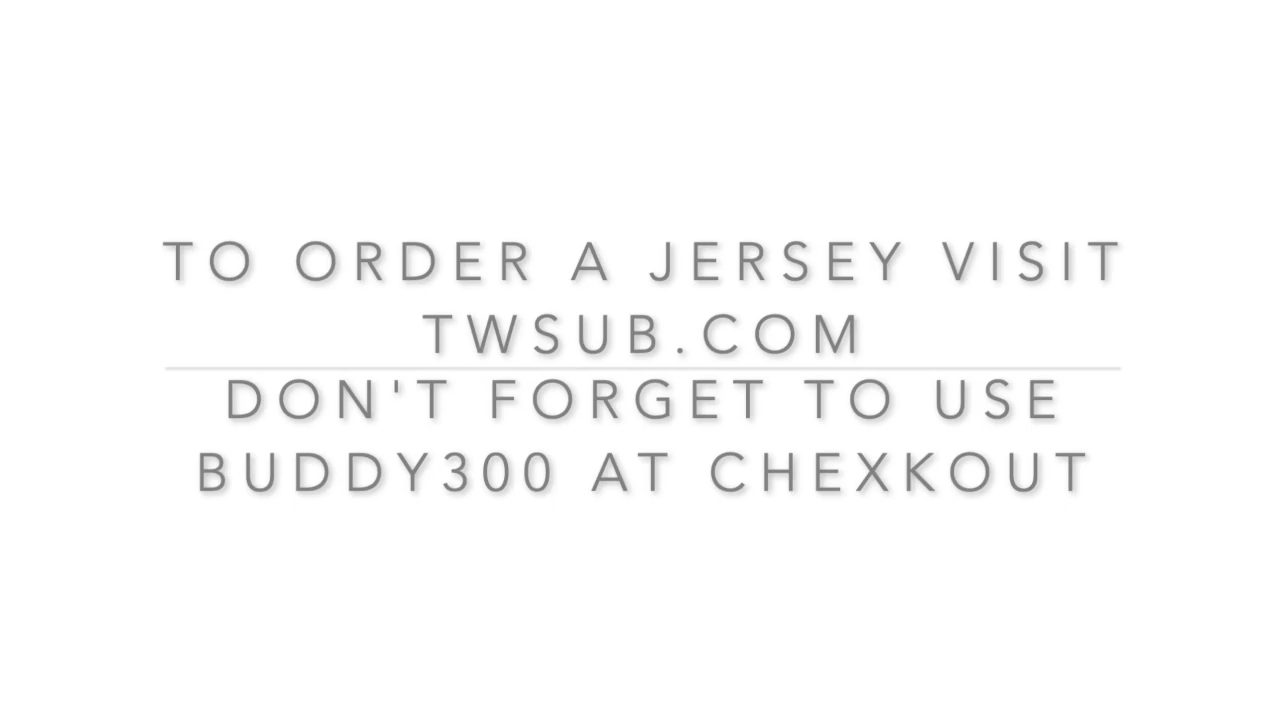 TO ORDER A JERSEY VISIT
TWSUB.COM
DON'T FORGET TO USE
BUDDY300 AT CHEXKOUT